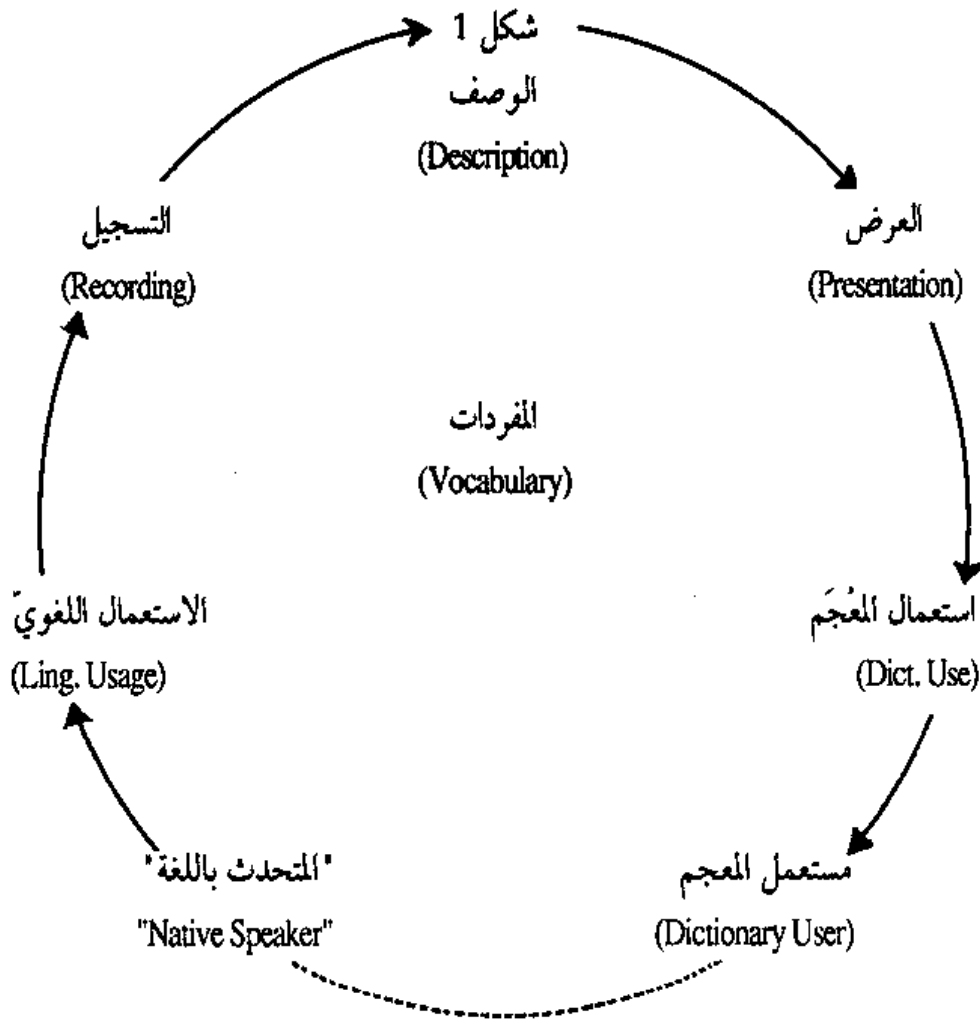 شكل 1
الوصف
(Description)
العرض
(Presentation)
التسجيل
(Recording)
المفردات
(Vocabulary)
استعمال المعُجَم
(Dict. Use)
الاستعمال اللغويّ
(Ling. Usage)
مستعمل المعجم
(Dictionary User)
"المتحدث باللغة"
"Native Speaker"